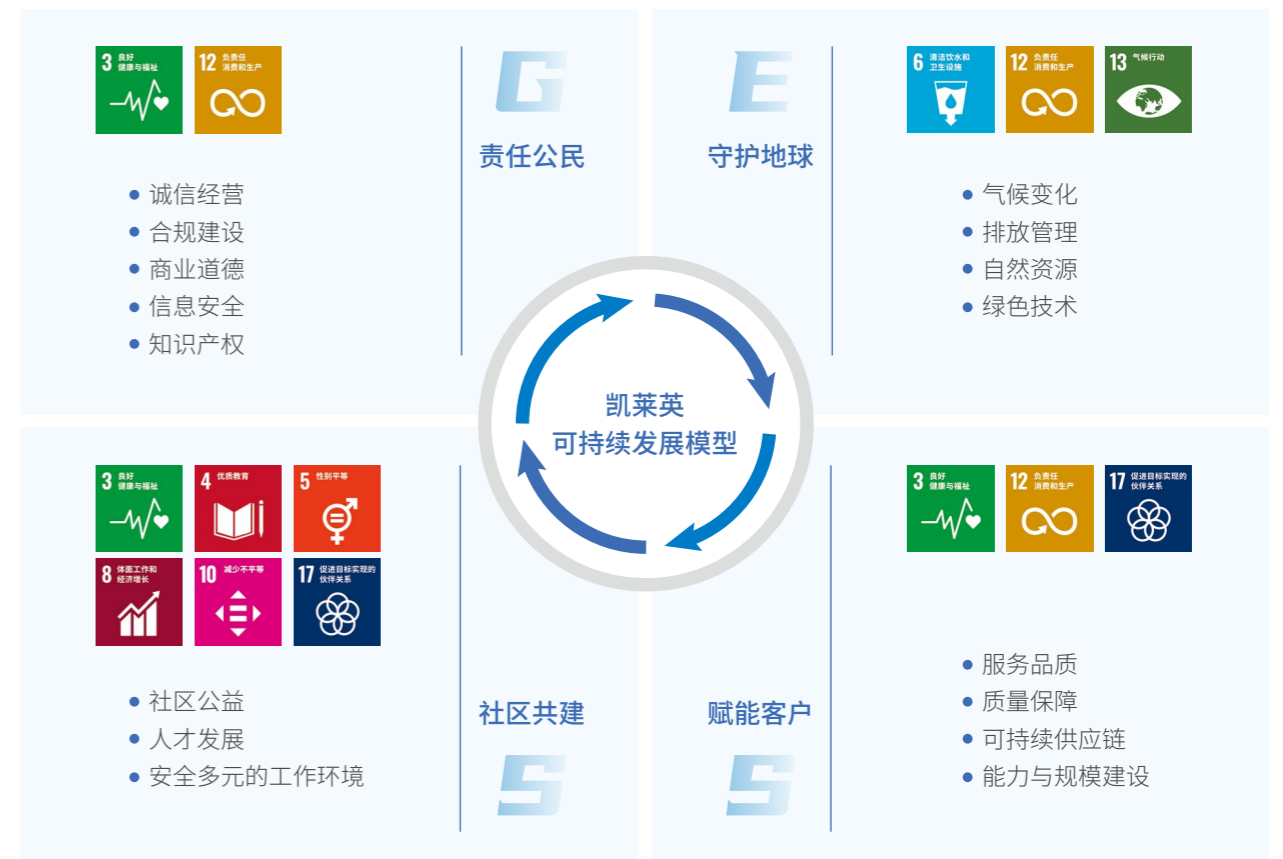 3 良好
健康与福祉
12 负责任
消费和生产
G
责任公民
诚信经营
合规建设
商业道德
信息安全
知识产权
E
守护地球
6 清洁饮水和
卫生设施
12 负责任
消费和生产
13 气候行动
气候变化
排放管理
自然资源
绿色技术
凯莱英
可持续发展模型
3 良好
健康与福祉
4 优质教育
5 性别平等
8 体面工作和
经济增长
10 减少不平等
17 促进目标实现的
伙伴关系
社区公益
人才发展
安全多元的工作环境
社区共建
S
3 良好
健康与福祉
12 负责任
消费和生产
17 促进目标实现的
伙伴关系
赋能客户
S
服务品质
质量保障
可持续供应链
能力与规模建设